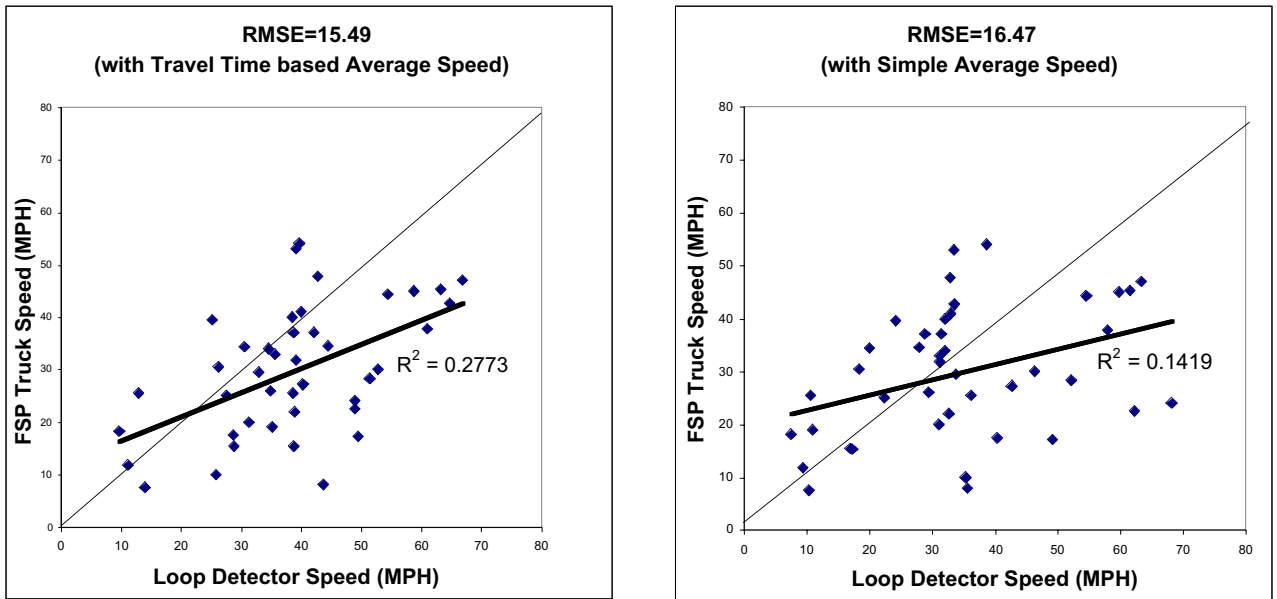 RMSE=15.49
(with Travel Time based Average Speed)
FSP Truck Speed (MPH)
80
70
60
50
40
30
20
10
0
R² = 0.2773
0 10 20 30 40 50 60 70 80
Loop Detector Speed (MPH)
RMSE=16.47
(with Simple Average Speed)
FSP Truck Speed (MPH)
80
70
60
50
40
30
20
10
0
R² = 0.1419
0 10 20 30 40 50 60 70 80
Loop Detector Speed (MPH)